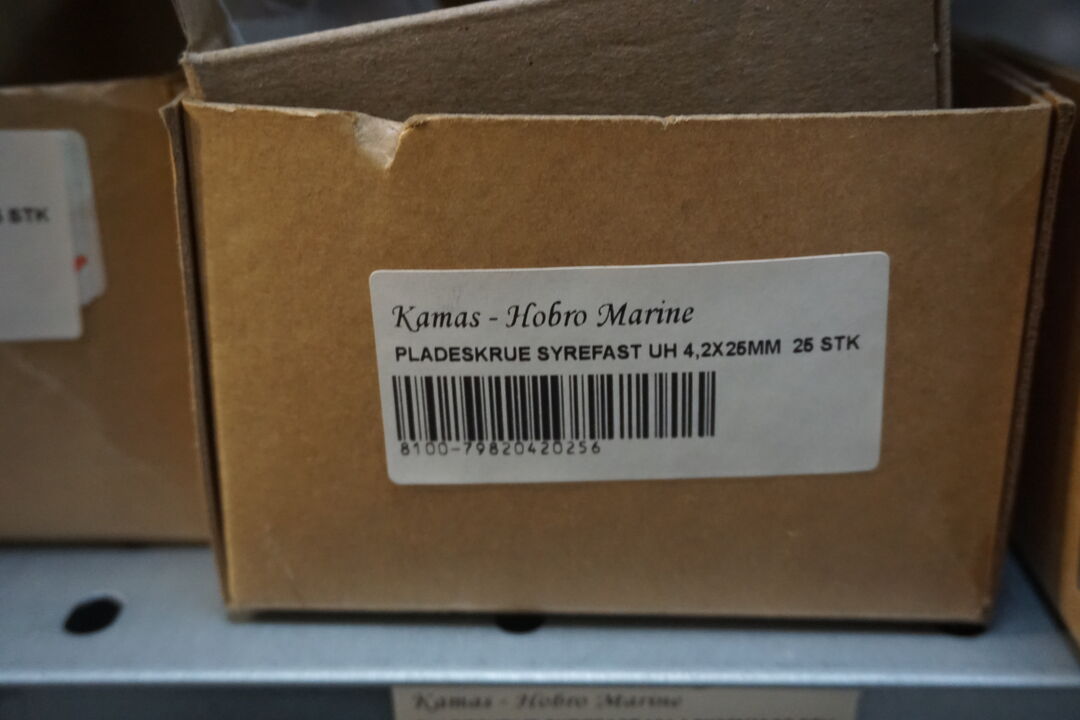 STK
Kamas - Hobro Marine
PLADESKRUE SYREFAST UH 4,2X25MM 25 STK
8100-79820420256
Kamas - Hobro Marine